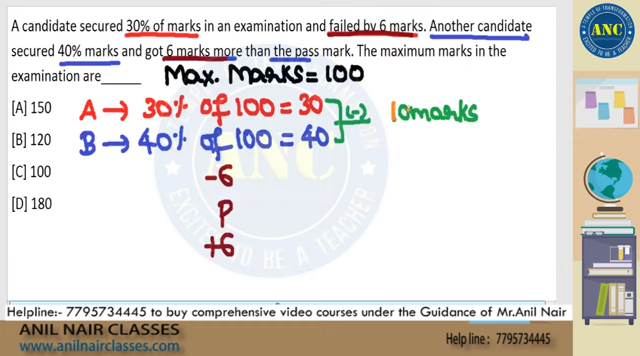 A candidate secured 30% of marks in an examination and failed by 6 marks. Another candidate
secured 40% marks and got 6 marks more than the pass mark. The maximum marks in the
examination are_____
Max. Marks = 100
[A] 150
A → 30% of 100 = 30
(-)
10marks
[B] 120
B → 40% of 100 = 40
[C] 100
-6
[D] 180
P
+6
ANC
ANC
Helpline:- 7795734445 to buy comprehensive video courses under the Guidance of Mr.Anil Nair
ANIL NAIR CLASSES
www.anilnairclasses.com
Help line : 7795734445